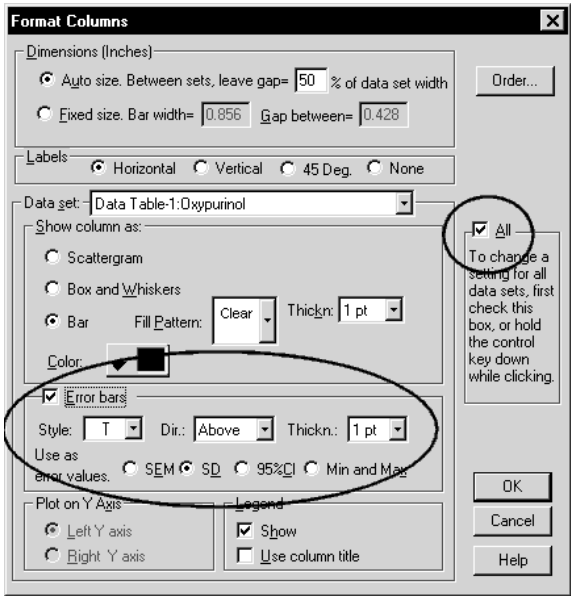 Format Columns
Dimensions (Inches)
Auto size. Between sets, leave gap= 50 % of data set width
Fixed size. Bar width= 0.856 Gap between= 0.428
Order...
Labels
Horizontal Vertical 45 Deg. None
Data set: Data Table-1:Oxypurinol
Show column as:
Scattergram
Box and Whiskers
Bar Fill Pattern: Clear Thickn: 1 pt
Color:
All
To change a
setting for all
data sets, first
check this
box, or hold
the control
key down
while clicking.
Error bars
Style: T Dir.: Above Thickn.: 1 pt
Use as
error values. SEM SD 95%CI Min and Max
Plot on Y Axis
Left Y axis
Right Y axis
Legend
Show
Use column title
OK
Cancel
Help